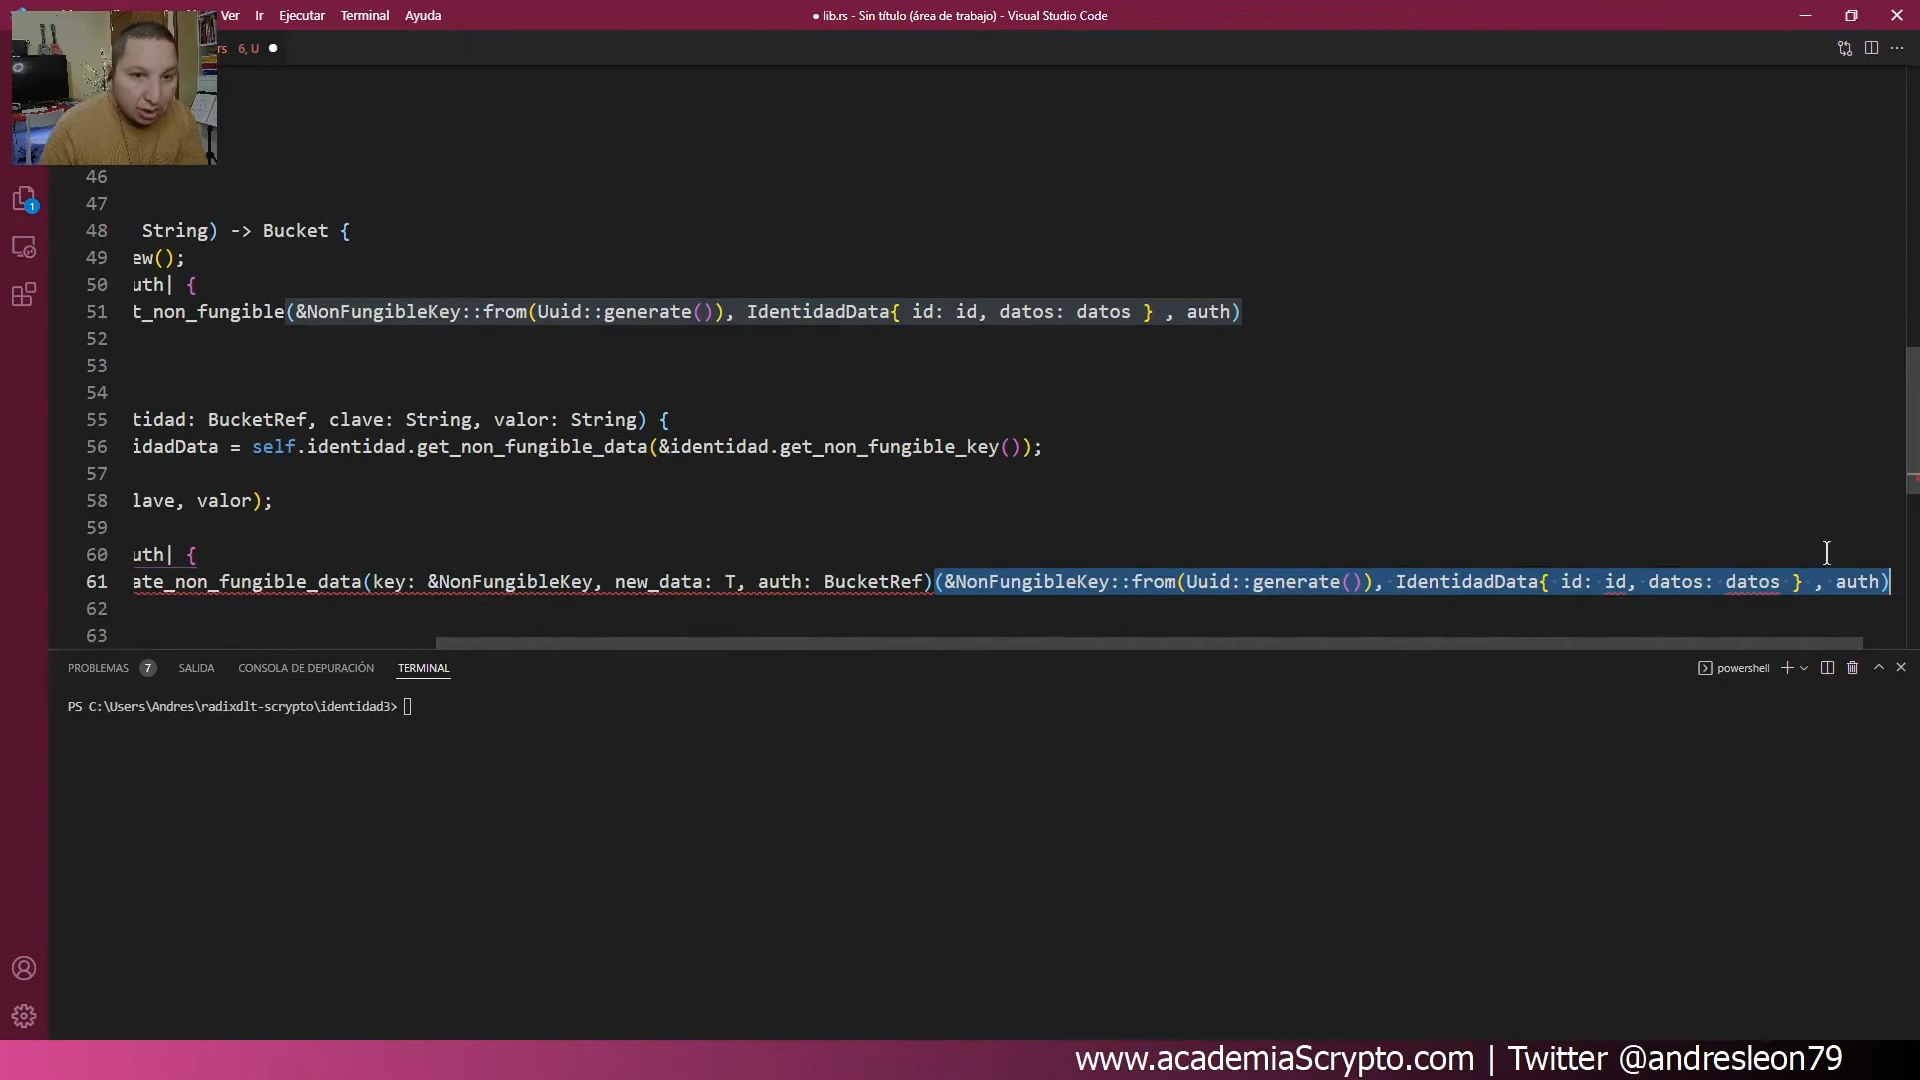 Ver Ir Ejecutar Terminal Ayuda
● lib.rs - Sin título (área de trabajo) - Visual Studio Code
rs 6, U
46
47
48 String) -> Bucket {
49 ew();
50 uth| {
51 t_non_fungible(&NonFungibleKey::from(Uuid::generate()), IdentidadData{ id: id, datos: datos } , auth)
52
53
54
55 tidad: BucketRef, clave: String, valor: String) {
56 idadData = self.identidad.get_non_fungible_data(&identidad.get_non_fungible_key());
57
58 lave, valor);
59
60 uth| {
61 ate_non_fungible_data(key: &NonFungibleKey, new_data: T, auth: BucketRef)(&NonFungibleKey::from(Uuid::generate()), IdentidadData{ id: id, datos: datos } , auth)
62
63
1
PROBLEMAS 7 SALIDA CONSOLA DE DEPURACIÓN TERMINAL
powershell
PS C:\Users\Andres\radixdlt-scrypto\identidad3>
www.academiaScrypto.com | Twitter @andresleon79